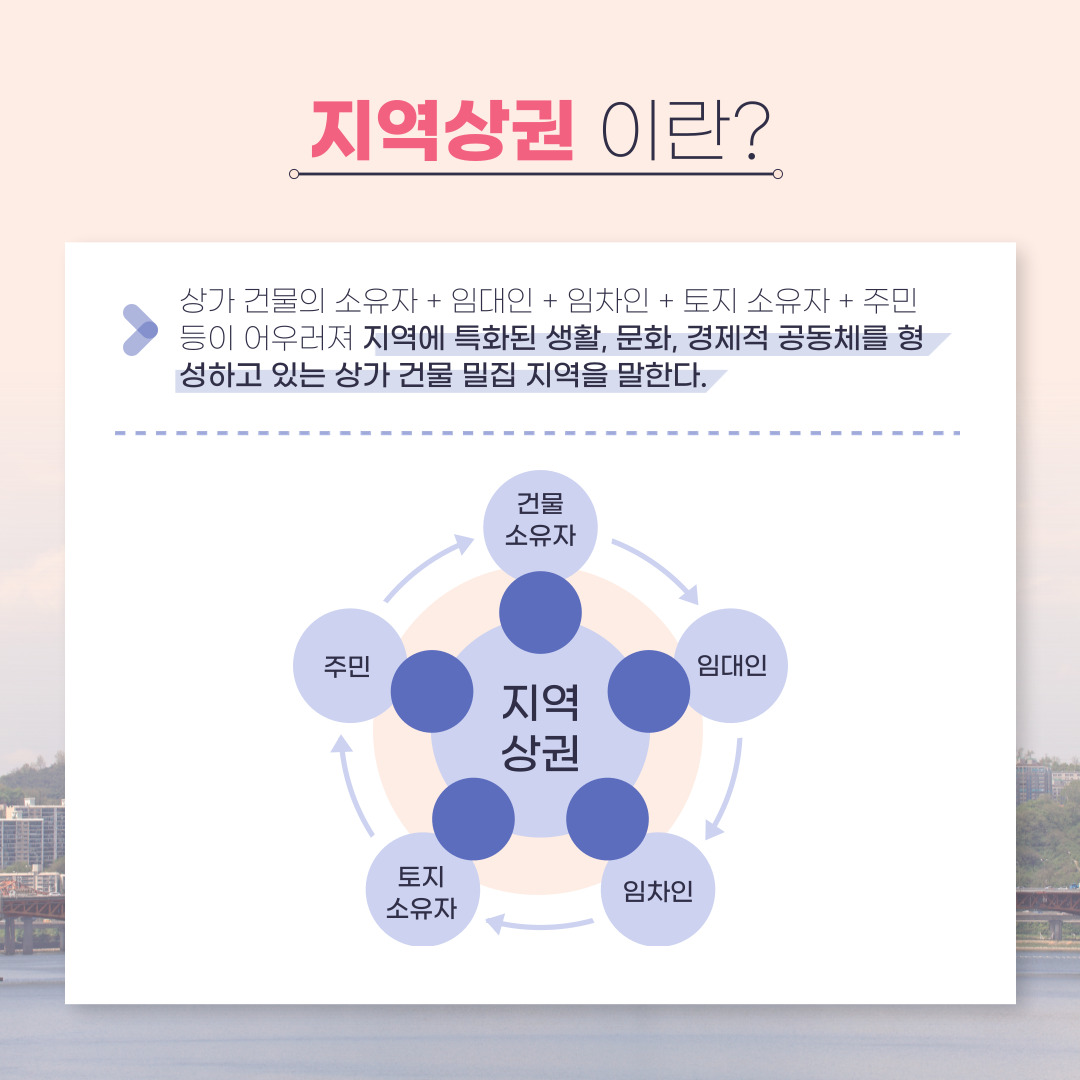 지역상권 이란?
상가 건물의 소유자 + 임대인 + 임차인 + 토지 소유자 + 주민
등이 어우러져 지역에 특화된 생활, 문화, 경제적 공동체를 형
성하고 있는 상가 건물 밀집 지역을 말한다.
건물
소유자
주민
임대인
지역
상권
토지
소유자
임차인